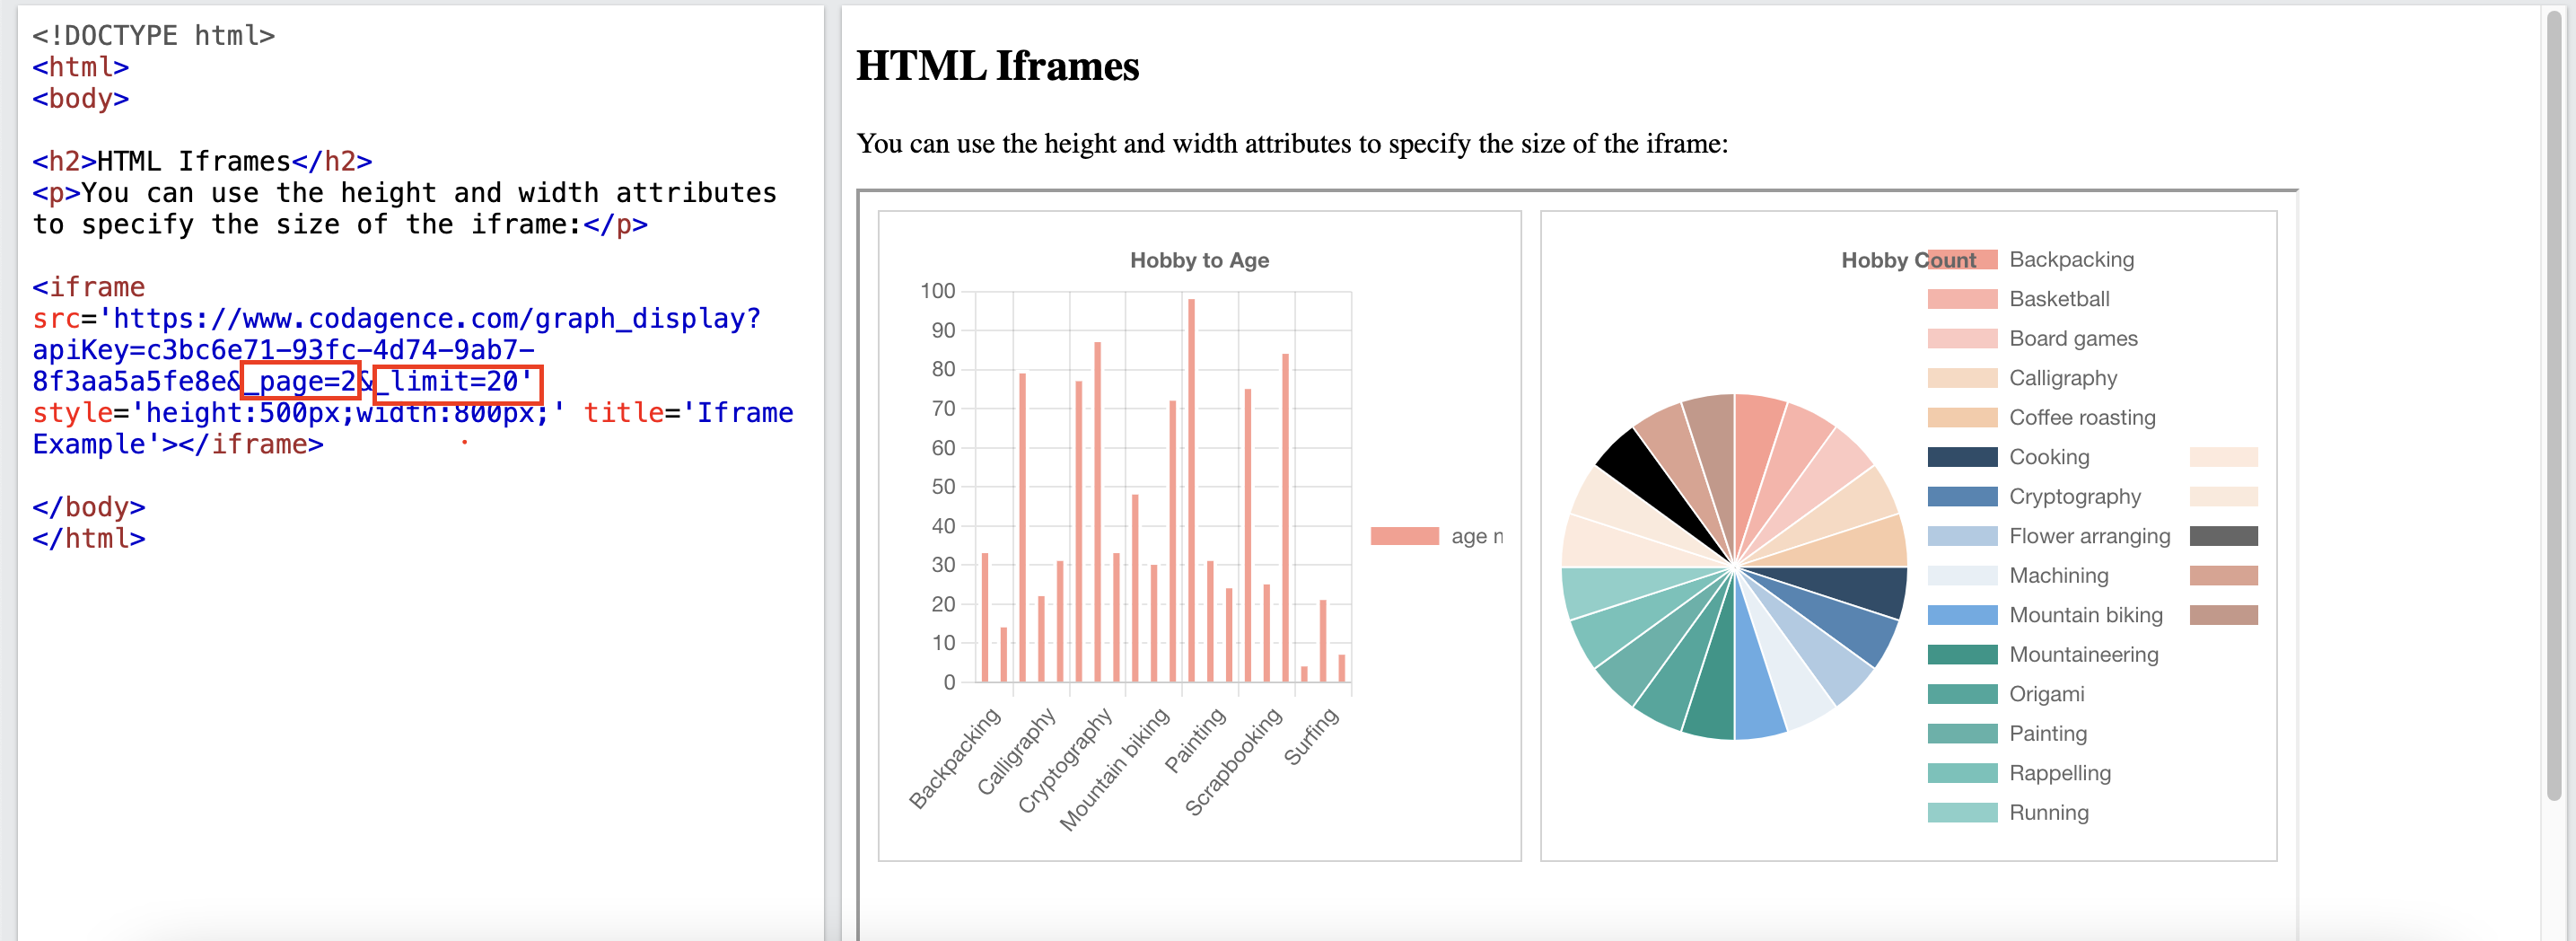 <!DOCTYPE html>
<html>
<body>
<h2>HTML Iframes</h2>
<p>You can use the height and width attributes
to specify the size of the iframe:</p>
<iframe
src='https://www.codagence.com/graph_display?
apiKey=c3bc6e71-93fc-4d74-9ab7-
8f3aa5a5fe8e&_page=2&_limit=20'
style='height:500px;width:800px;' title='Iframe
Example'></iframe>
</body>
</html>
HTML Iframes
You can use the height and width attributes to specify the size of the iframe:
Hobby to Age
100
90
80
70
60
50
40
30
20
10
0
Backpacking
Calligraphy
Cryptography
Mountain biking
Painting
Scrapbooking
Surfing
age n
Hobby Count
Backpacking
Basketball
Board games
Calligraphy
Coffee roasting
Cooking
Cryptography
Flower arranging
Machining
Mountain biking
Mountaineering
Origami
Painting
Rappelling
Running